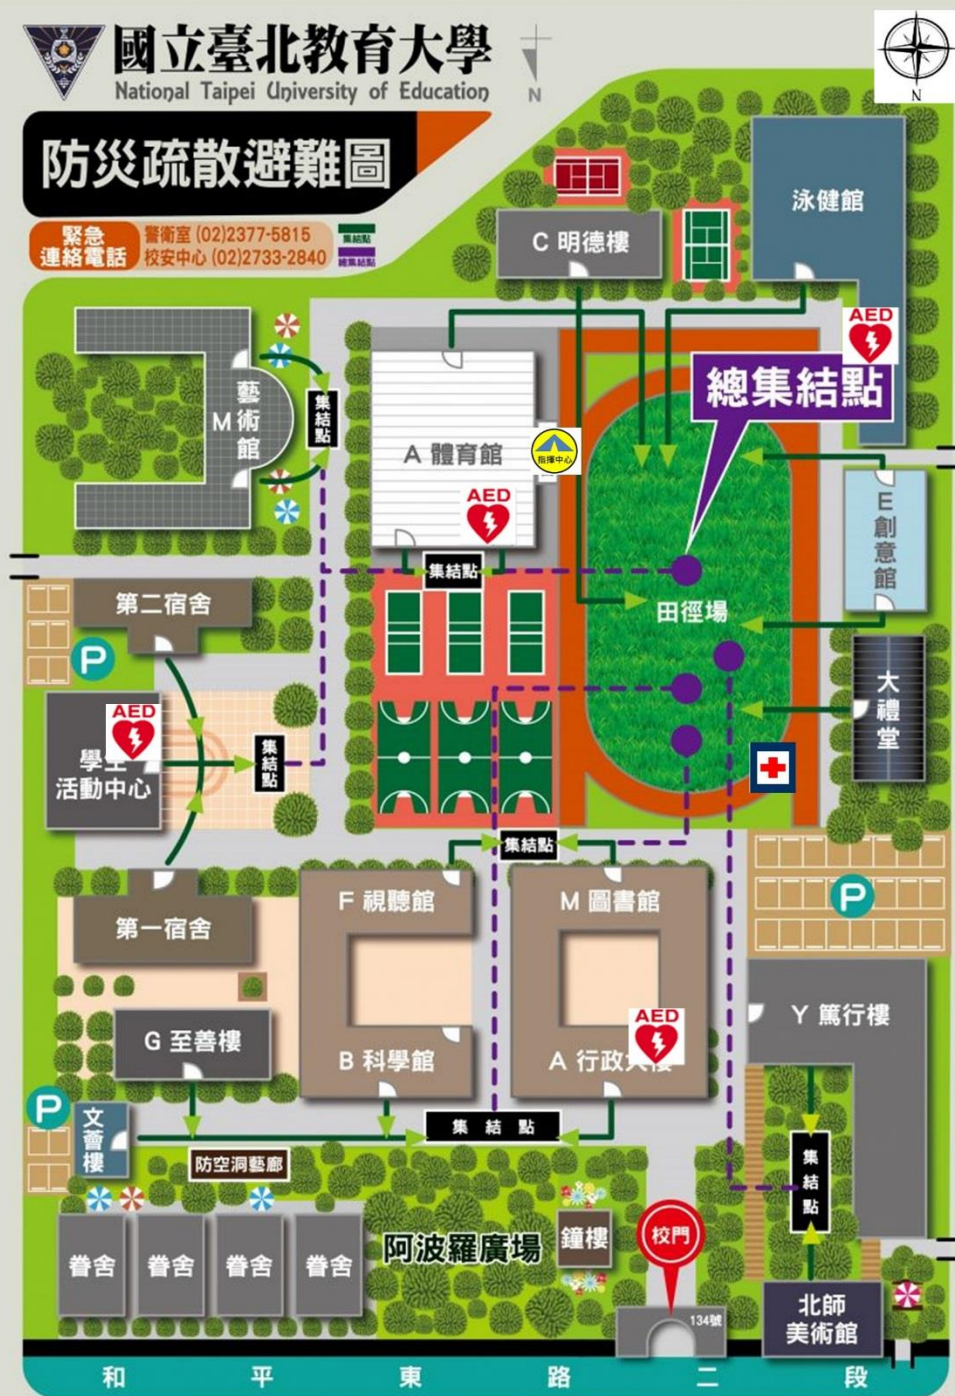 國立臺北教育大學
National Taipei University of Education
N
N
防災疏散避難圖
緊急
連絡電話
警衛室 (02)2377-5815
校安中心 (02)2733-2840
集結點
總集結點
泳健館
C 明德樓
AED
總集結點
M 藝術館
集結點
A 體育館
指揮中心
AED
集結點
E 創意館
第二宿舍
P
田徑場
大禮堂
AED
學生
活動中心
集結點
集結點
第一宿舍
F 視聽館
M 圖書館
P
G 至善樓
B 科學館
AED
A 行政大樓
Y 篤行樓
P
文薈樓
集結點
集結點
防空洞藝廊
眷舍
眷舍
眷舍
眷舍
阿波羅廣場
鐘樓
校門
134號
北師
美術館
和平東路二段